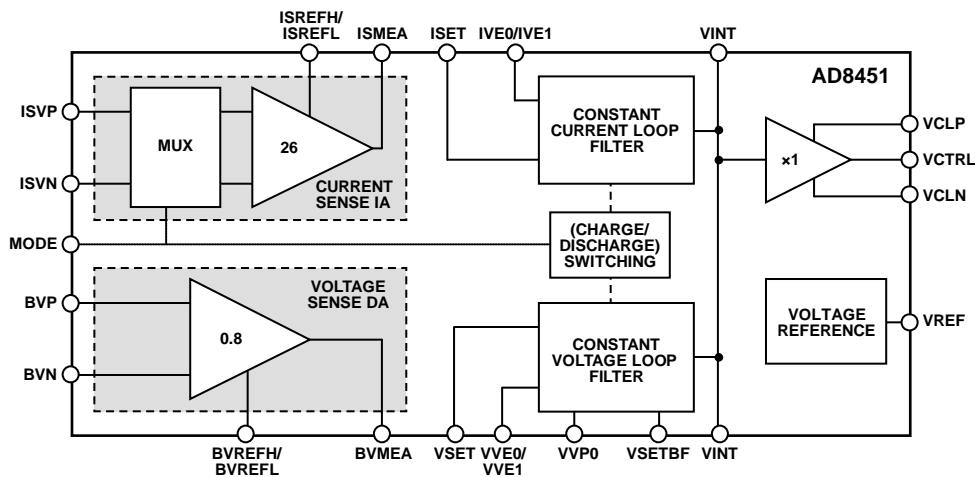 ISREFH/
ISREFL
ISMEA
ISET
IVE0/IVE1
VINT
AD8451
ISVP
MUX
26
CONSTANT
CURRENT LOOP
FILTER
VCLP
×1
VCTRL
ISVN
CURRENT
SENSE IA
VCLN
MODE
(CHARGE/
DISCHARGE)
SWITCHING
BVP
VOLTAGE
SENSE DA
0.8
CONSTANT
VOLTAGE LOOP
FILTER
VOLTAGE
REFERENCE
VREF
BVN
BVREFH/
BVREFL
BVMEA
VSET
VVE0/
VVE1
VVP0
VSETBF
VINT